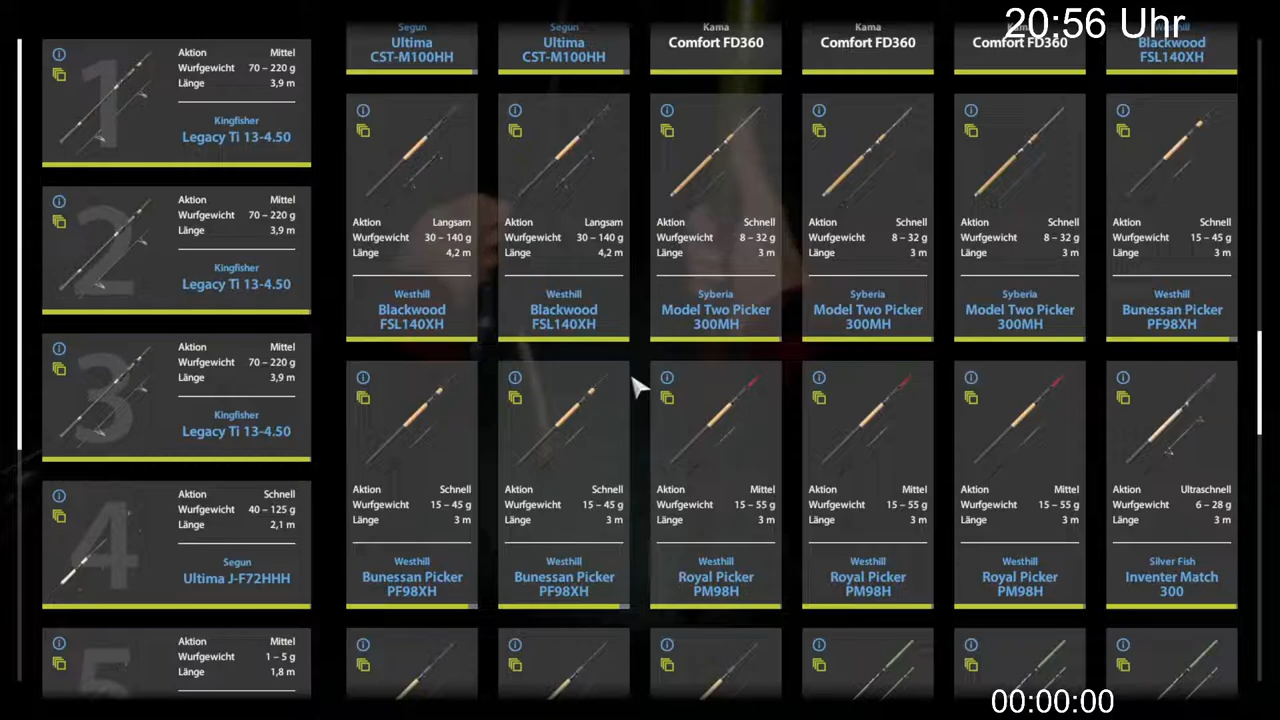 20:56 Uhr
1
Aktion Mittel
Wurfgewicht 70 – 220 g
Länge 3,9 m
Kingfisher
Legacy Ti 13-4.50
2
Aktion Mittel
Wurfgewicht 70 – 220 g
Länge 3,9 m
Kingfisher
Legacy Ti 13-4.50
3
Aktion Mittel
Wurfgewicht 70 – 220 g
Länge 3,9 m
Kingfisher
Legacy Ti 13-4.50
4
Aktion Schnell
Wurfgewicht 40 – 125 g
Länge 2,1 m
Segun
Ultima J-F72HHH
5
Aktion Mittel
Wurfgewicht 1 – 5 g
Länge 1,8 m
Segun
Ultima
CST-M100HH
Segun
Ultima
CST-M100HH
Kama
Comfort FD360
Kama
Comfort FD360
Kama
Comfort FD360
Blackwood
FSL140XH
Aktion Langsam
Wurfgewicht 30 – 140 g
Länge 4,2 m
Westhill
Blackwood
FSL140XH
Aktion Langsam
Wurfgewicht 30 – 140 g
Länge 4,2 m
Westhill
Blackwood
FSL140XH
Aktion Schnell
Wurfgewicht 8 – 32 g
Länge 3 m
Syberia
Model Two Picker
300MH
Aktion Schnell
Wurfgewicht 8 – 32 g
Länge 3 m
Syberia
Model Two Picker
300MH
Aktion Schnell
Wurfgewicht 8 – 32 g
Länge 3 m
Syberia
Model Two Picker
300MH
Aktion Schnell
Wurfgewicht 15 – 45 g
Länge 3 m
Westhill
Bunessan Picker
PF98XH
Aktion Schnell
Wurfgewicht 15 – 45 g
Länge 3 m
Westhill
Bunessan Picker
PF98XH
Aktion Schnell
Wurfgewicht 15 – 45 g
Länge 3 m
Westhill
Bunessan Picker
PF98XH
Aktion Mittel
Wurfgewicht 15 – 55 g
Länge 3 m
Westhill
Royal Picker
PM98H
Aktion Mittel
Wurfgewicht 15 – 55 g
Länge 3 m
Westhill
Royal Picker
PM98H
Aktion Mittel
Wurfgewicht 15 – 55 g
Länge 3 m
Westhill
Royal Picker
PM98H
Aktion Ultraschnell
Wurfgewicht 6 – 28 g
Länge 3 m
Silver Fish
Inventer Match
300
00:00:00